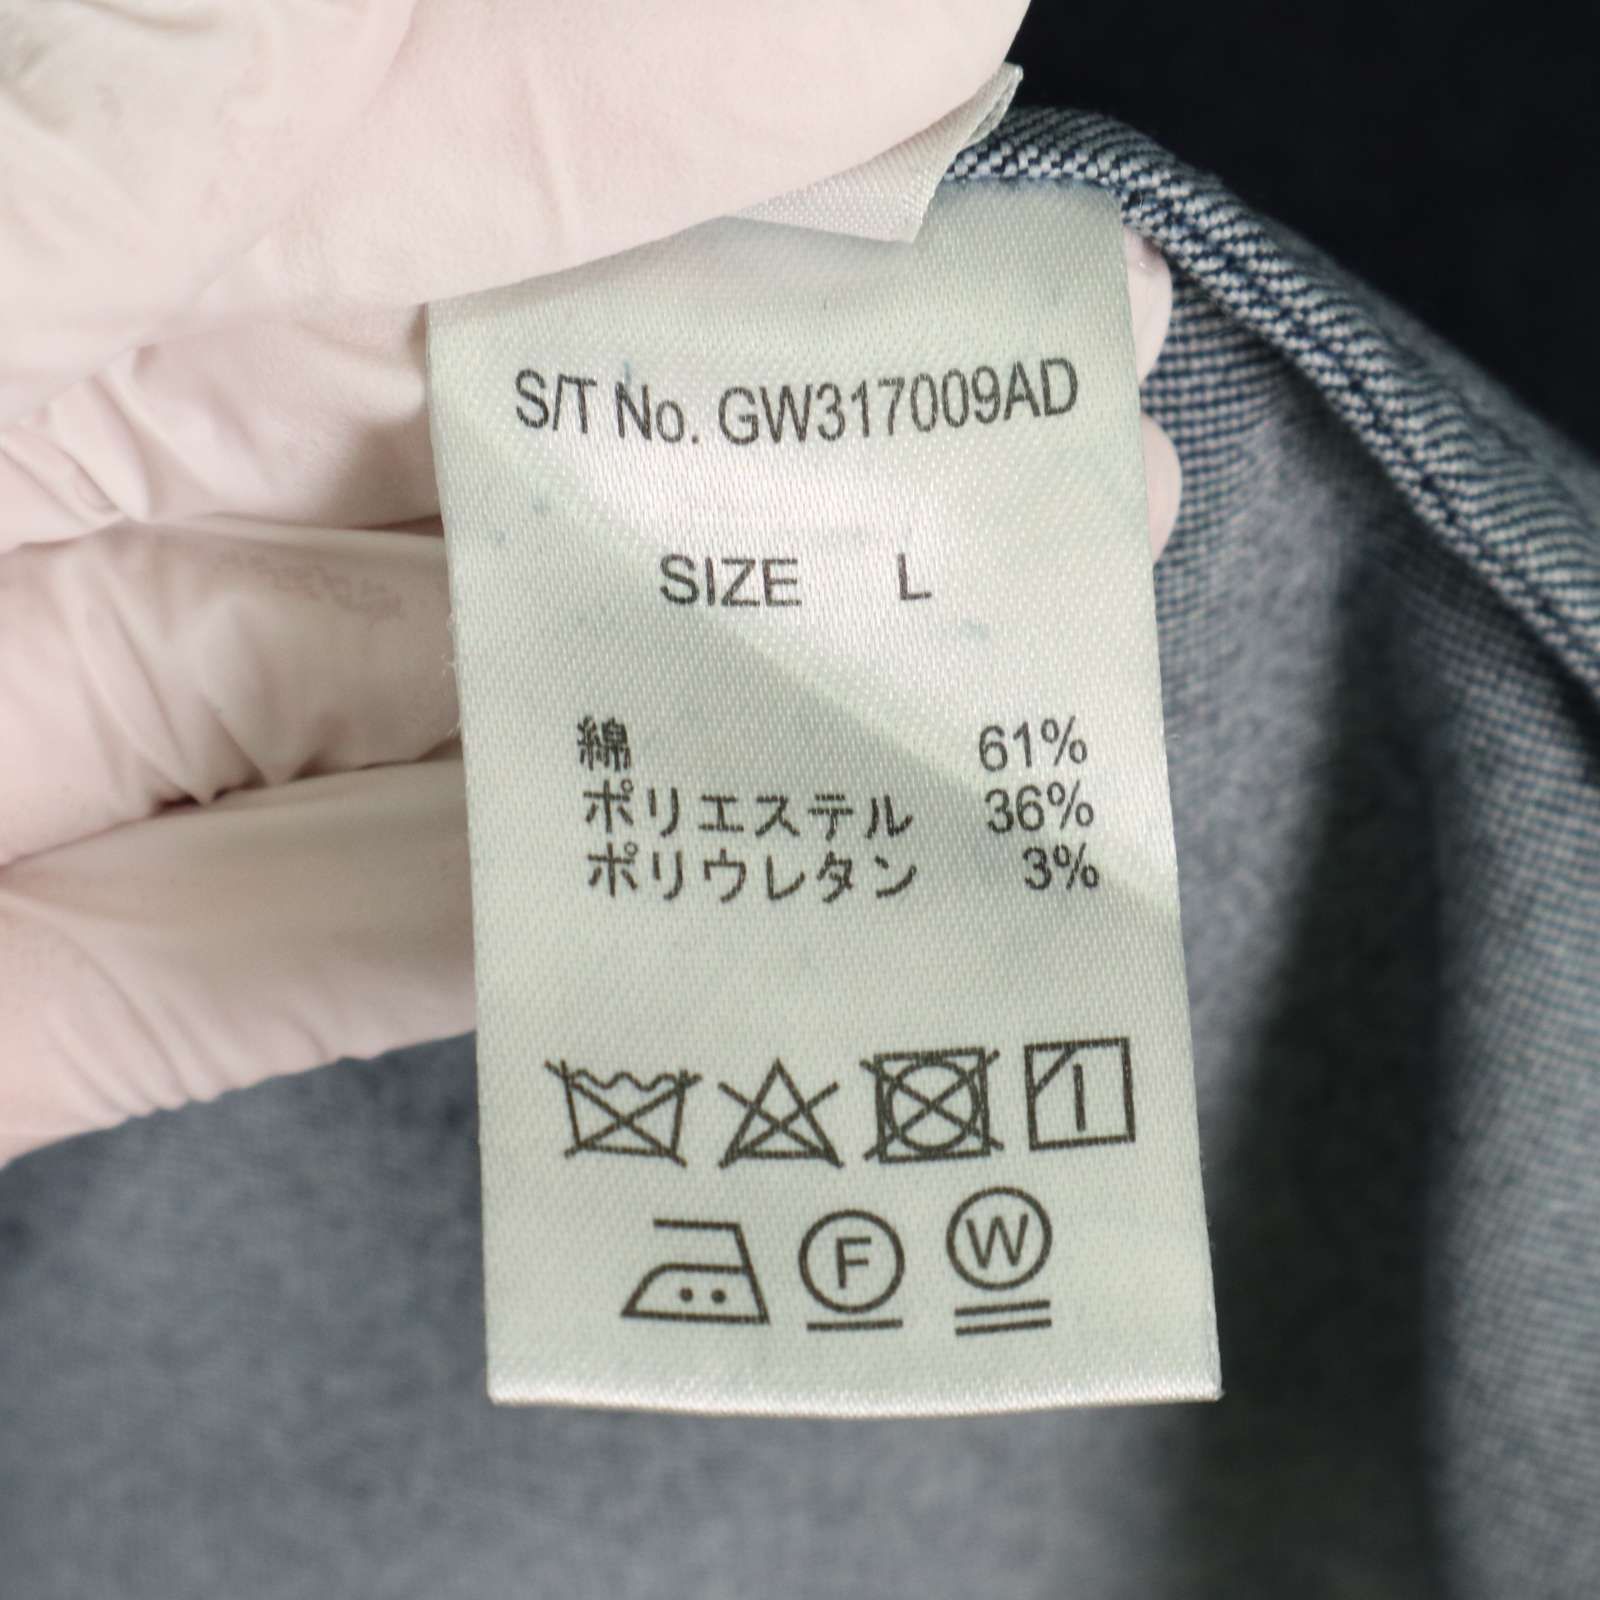 S/T No. GW317009AD
SIZE L
綿 61%
ポリエステル 36%
ポリウレタン 3%
F W